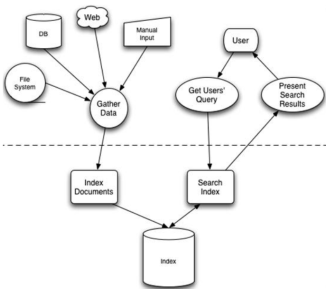 Web
DB
Manual
Input
User
File
System
Gather
Data
Get Users'
Query
Present
Search
Results
Index
Documents
Search
Index
Index